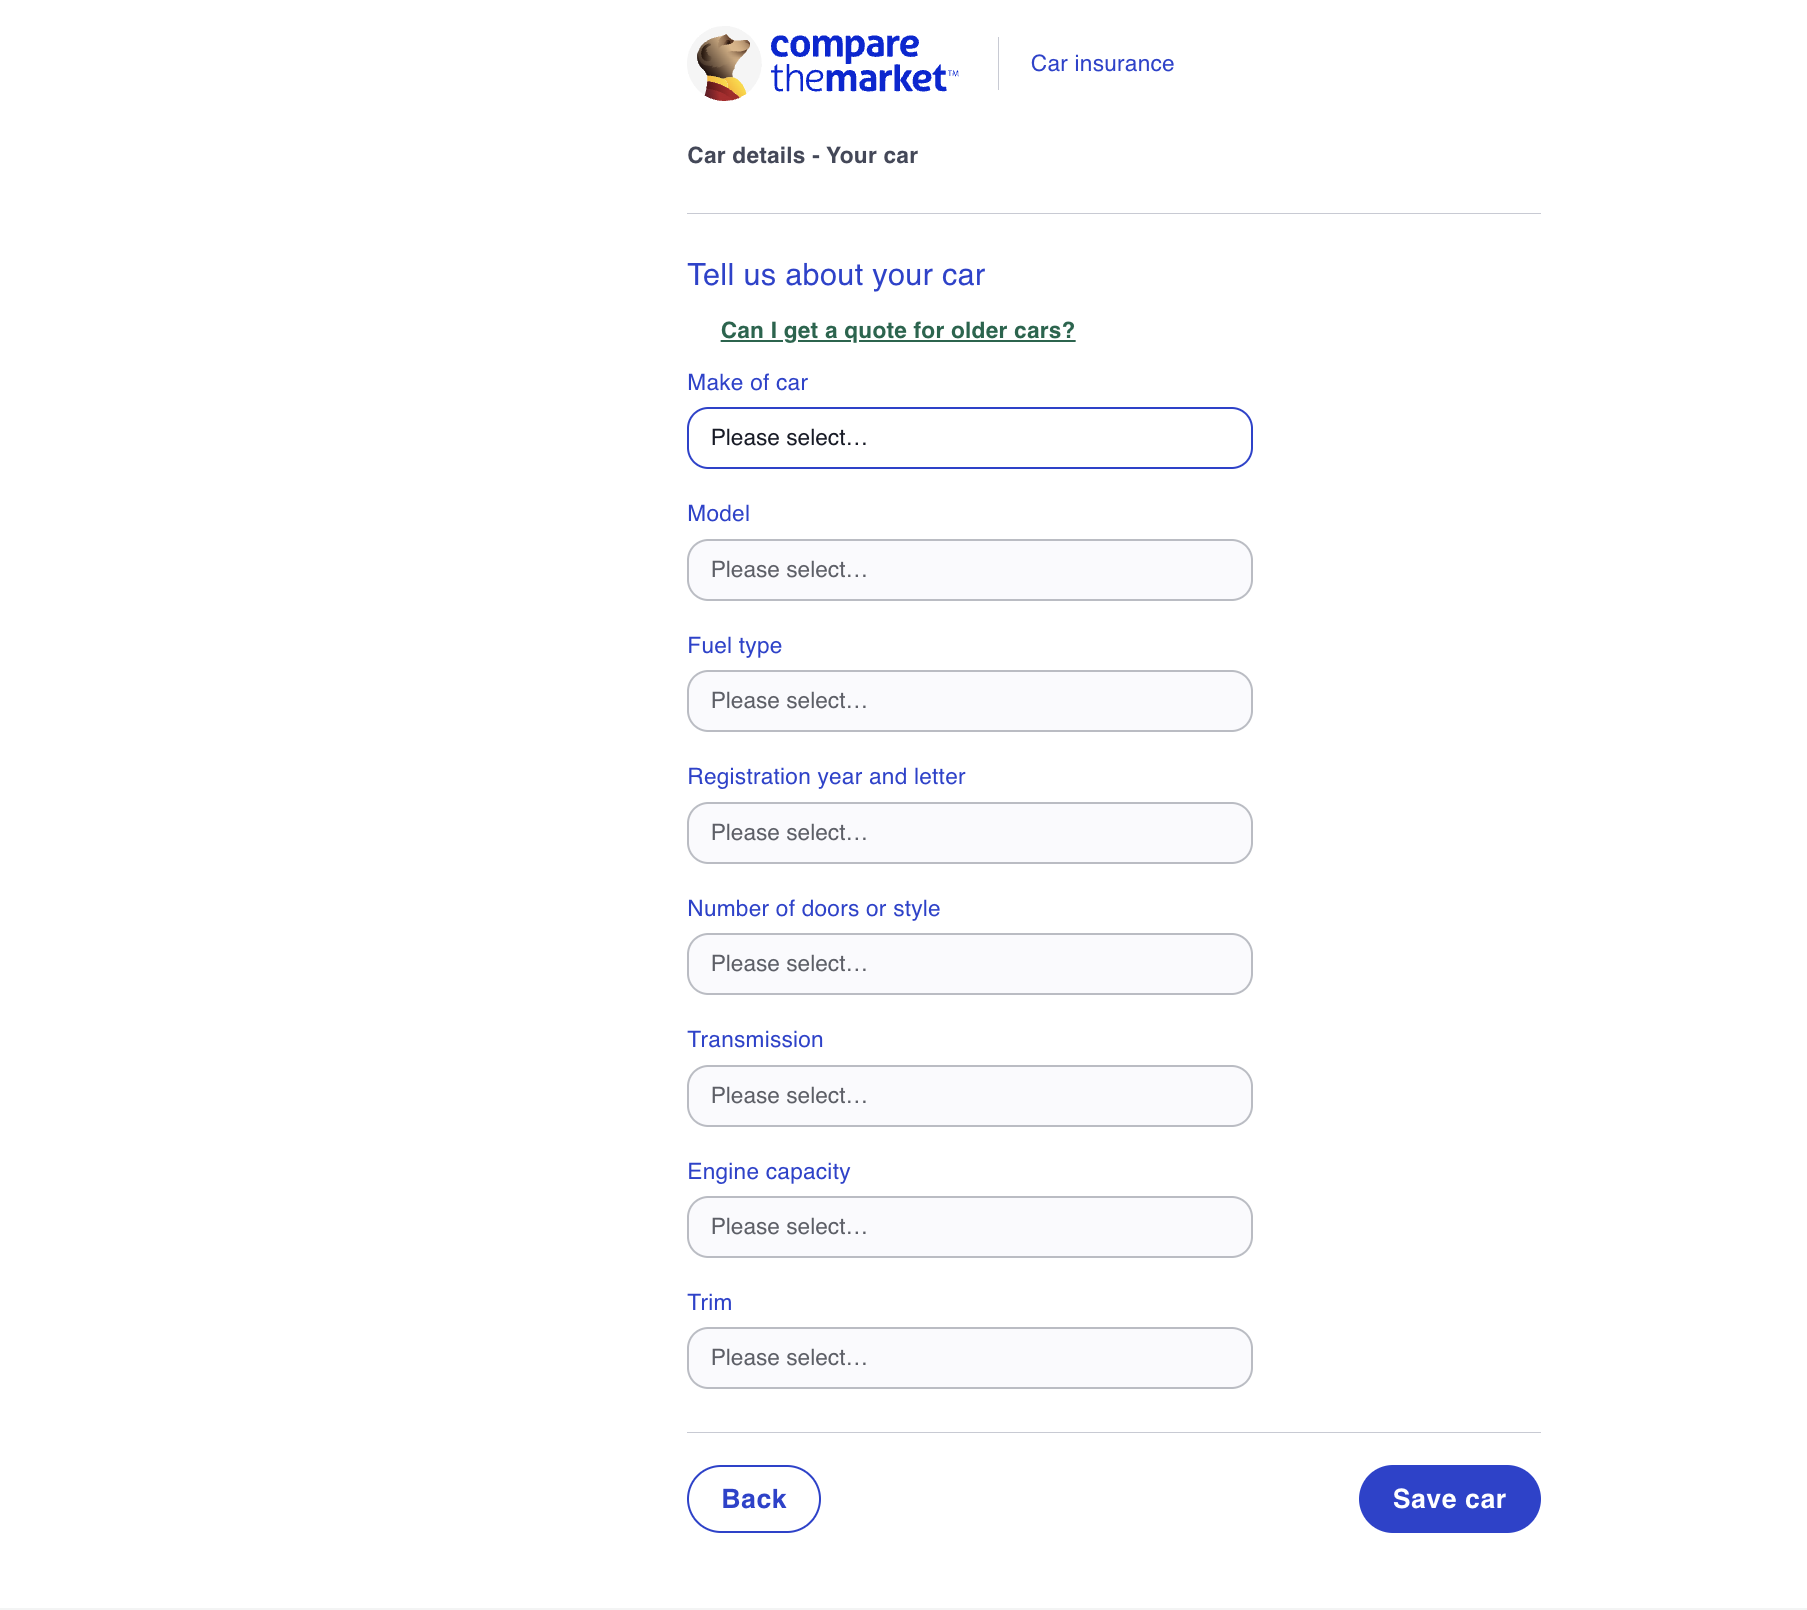 compare
themarket™
Car insurance
Car details - Your car
Tell us about your car
Can I get a quote for older cars?
Make of car
Please select...
Model
Please select...
Fuel type
Please select...
Registration year and letter
Please select...
Number of doors or style
Please select...
Transmission
Please select...
Engine capacity
Please select...
Trim
Please select...
Back
Save car